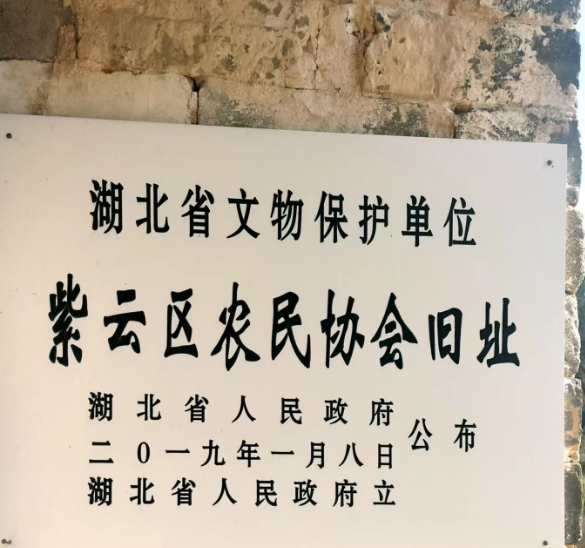 湖北省文物保护单位
紫云区农民协会旧址
湖北省人民政府
二0一九年一月八日
公布
湖北省人民政府立